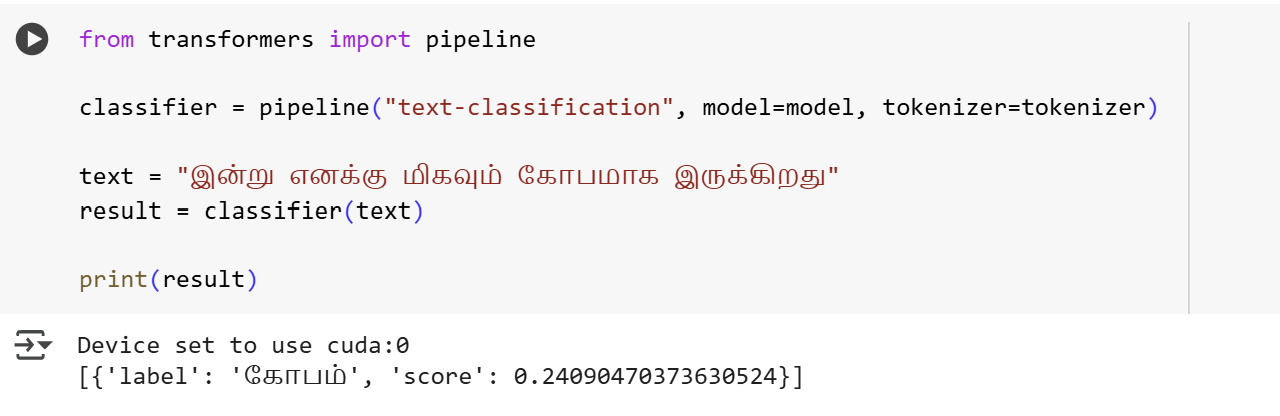 from transformers import pipeline
classifier = pipeline("text-classification", model=model, tokenizer=tokenizer)
text = "இன்று எனக்கு மிகவும் கோபமாக இருக்கிறது"
result = classifier(text)
print(result)
Device set to use cuda:0
[{'label': 'கோபம்', 'score': 0.24090470373630524}]